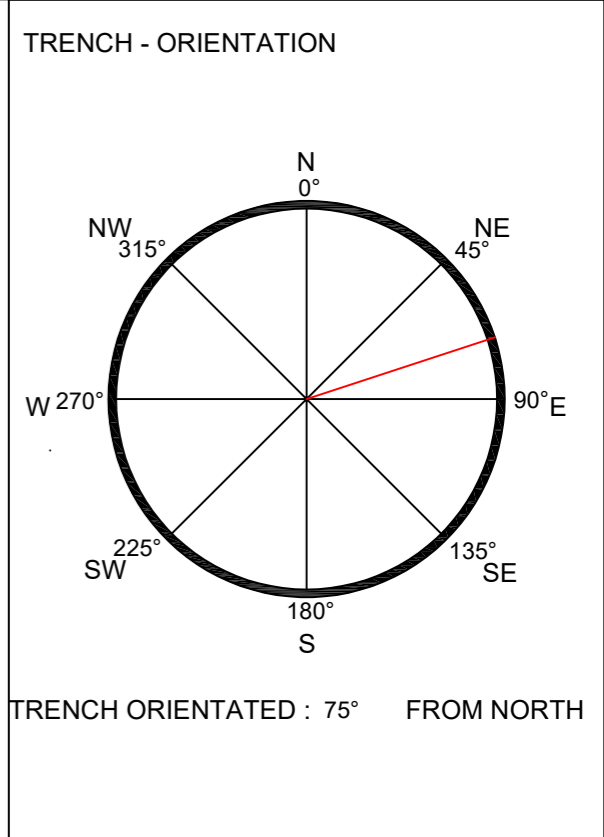 TRENCH - ORIENTATION
N
0°
NW
315°
NE
45°
W 270°
90°E
225°
SW
135°
SE
180°
S
TRENCH ORIENTATED : 75° FROM NORTH